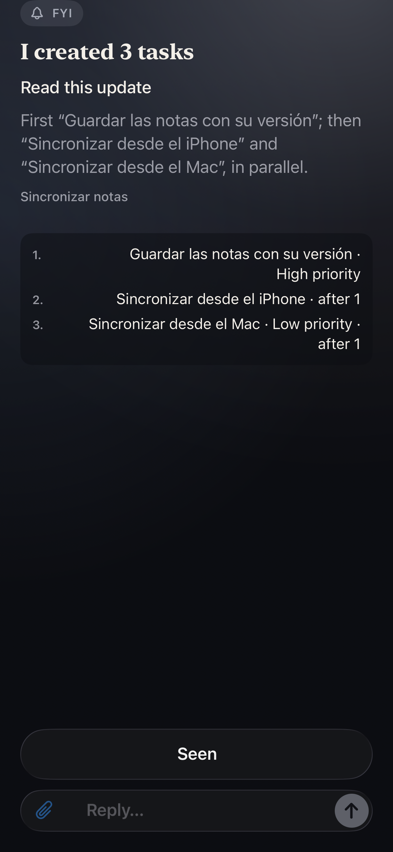 FYI
I created 3 tasks
Read this update
First “Guardar las notas con su versión”; then
“Sincronizar desde el iPhone” and
“Sincronizar desde el Mac”, in parallel.
Sincronizar notas
1. Guardar las notas con su versión ·
High priority
2. Sincronizar desde el iPhone · after 1
3. Sincronizar desde el Mac · Low priority ·
after 1
Seen
Reply...